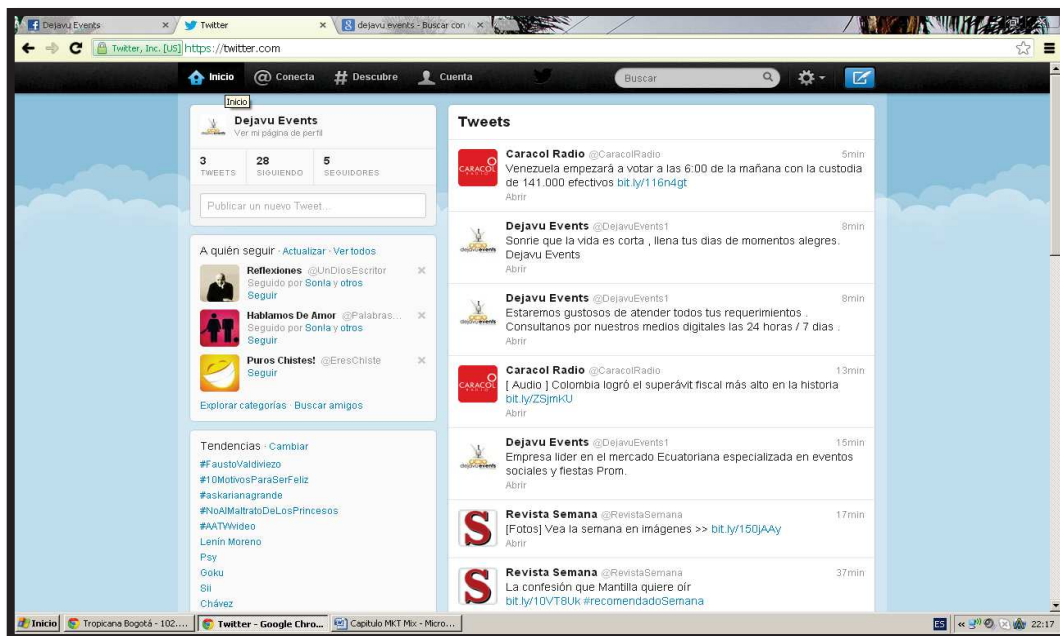 Dejavu Events
Twitter
dejavu events - Buscar con
Twitter, Inc. [US] https://twitter.com
Inicio
Conecta
Descubre
Cuenta
Buscar
Inicio
Dejavu Events
Ver mi página de perfil
3
28
5
TWEETS
SIGUIENDO
SEGUIDORES
Publicar un nuevo Tweet...
A quién seguir · Actualizar · Ver todos
Reflexiones @UnDiosEscritor
Seguido por Sonla y otros
Seguir
Hablamos De Amor @Palabras...
Seguido por Sonla y otros
Seguir
Puros Chistes! @EresChiste
Seguir
Explorar categorías · Buscar amigos
Tendencias · Cambiar
#FaustoValdiviezo
#10MotivosParaSerFeliz
#askarianagrande
#NoAlMaltratoDeLosPrincesos
#AATWvideo
Lenín Moreno
Psy
Goku
Sii
Chávez
Tweets
Caracol Radio @CaracolRadio 5min
Venezuela empezará a votar a las 6:00 de la mañana con la custodia
de 141.000 efectivos bit.ly/116n4gt
Abrir
Dejavu Events @DejavuEvents1 8min
Sonrie que la vida es corta , llena tus dias de momentos alegres.
Dejavu Events
Abrir
Dejavu Events @DejavuEvents1 8min
Estaremos gustosos de atender todos tus requerimientos .
Consultanos por nuestros medios digitales las 24 horas / 7 dias .
Abrir
Caracol Radio @CaracolRadio 13min
[ Audio ] Colombia logró el superávit fiscal más alto en la historia
bit.ly/ZSjmKU
Abrir
Dejavu Events @DejavuEvents1 15min
Empresa lider en el mercado Ecuatoriana especializada en eventos
sociales y fiestas Prom.
Abrir
Revista Semana @RevistaSemana 17min
[Fotos] Vea la semana en imágenes >> bit.ly/150jAAy
Abrir
Revista Semana @RevistaSemana 37min
La confesión que Mantilla quiere oír
bit.ly/10VT8Uk #recomendadoSemana
CARACOL
RADIO
dejavu events
S
Inicio
Tropicana Bogotá - 102....
Twitter - Google Chro...
Capitulo MKT Mix - Micro...
ES
22:17